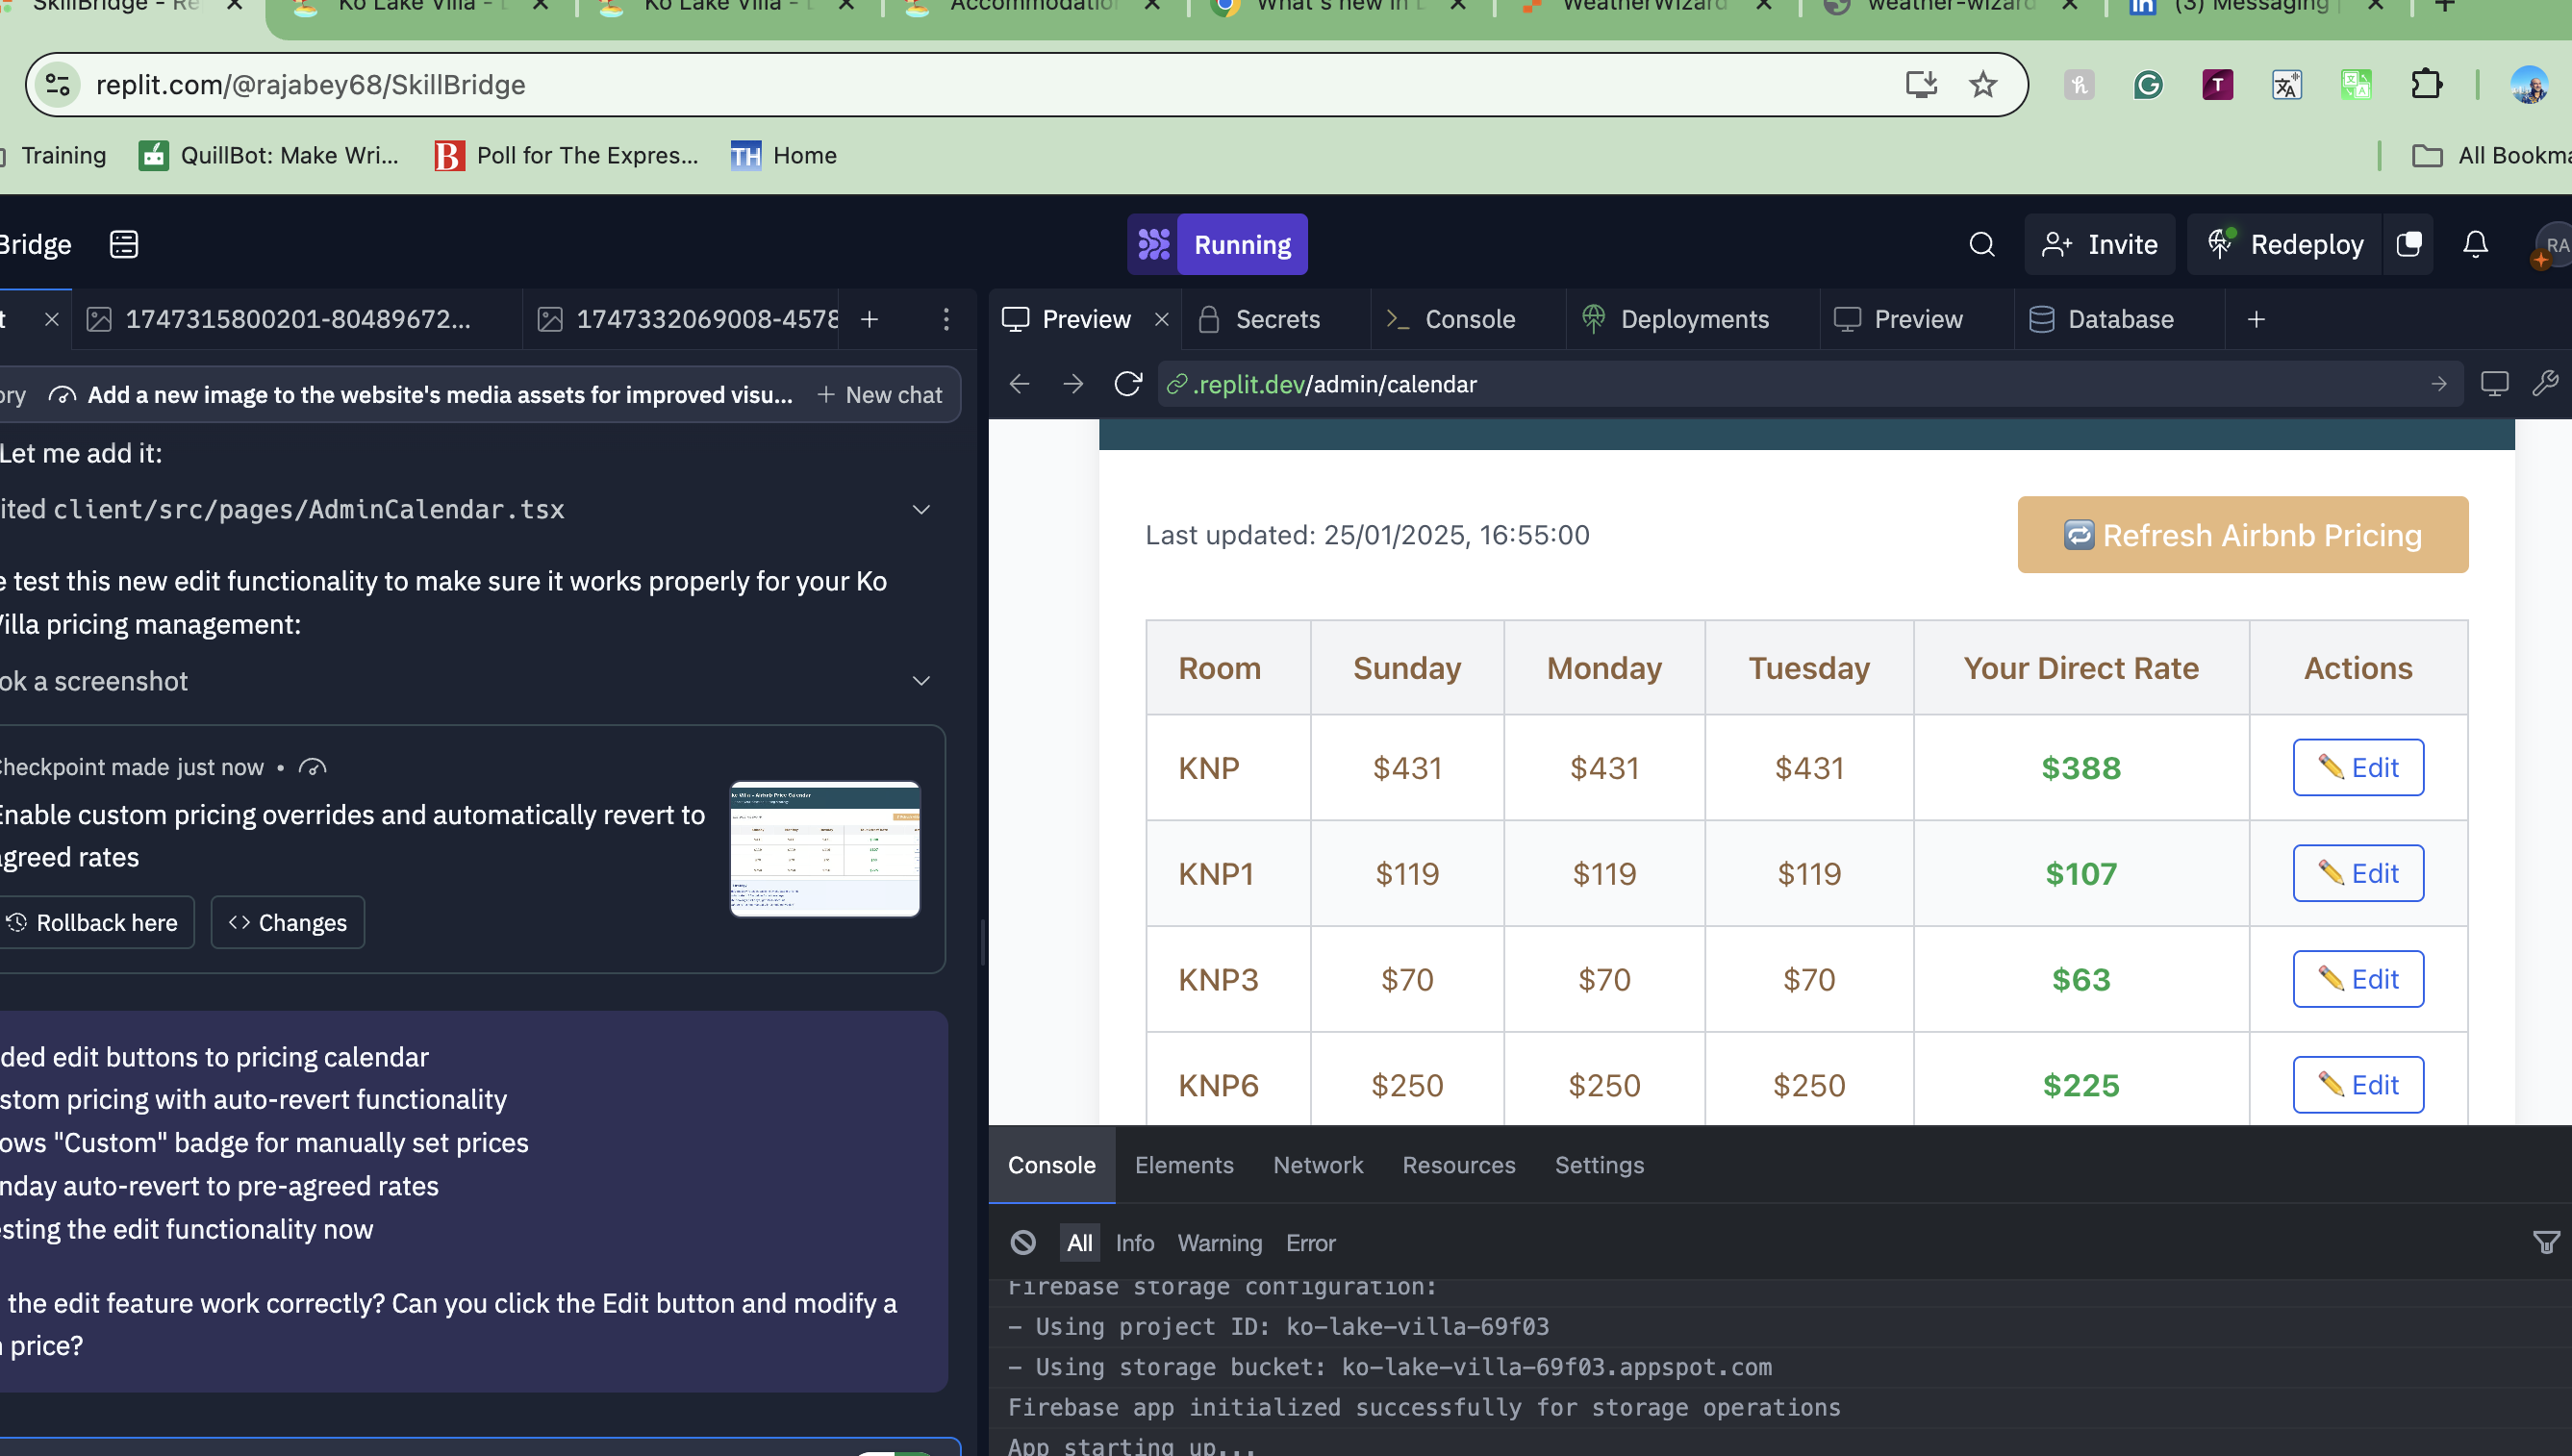 SkillBridge - Re
Ko Lake Villa -
Ko Lake Villa -
Accommodation
What's new in
WeatherWizard
weather-wizard
(3) Messaging
replit.com/@rajabey68/SkillBridge
Training
QuillBot: Make Wri...
Poll for The Expres...
TH Home
All Bookma
Bridge
Running
Invite
Redeploy
RA
t
1747315800201-80489672...
1747332069008-4578
Preview
Secrets
Console
Deployments
Preview
Database
ory
Add a new image to the website's media assets for improved visu...
New chat
.replit.dev/admin/calendar
Let me add it:
ited client/src/pages/AdminCalendar.tsx
e test this new edit functionality to make sure it works properly for your Ko
Villa pricing management:
ok a screenshot
Checkpoint made just now •
Enable custom pricing overrides and automatically revert to
agreed rates
Rollback here
Changes
ded edit buttons to pricing calendar
stom pricing with auto-revert functionality
ows "Custom" badge for manually set prices
nday auto-revert to pre-agreed rates
sting the edit functionality now
the edit feature work correctly? Can you click the Edit button and modify a
price?
Last updated: 25/01/2025, 16:55:00
Refresh Airbnb Pricing
Room Sunday Monday Tuesday Your Direct Rate Actions
KNP $431 $431 $431 $388 Edit
KNP1 $119 $119 $119 $107 Edit
KNP3 $70 $70 $70 $63 Edit
KNP6 $250 $250 $250 $225 Edit
Console Elements Network Resources Settings
All Info Warning Error
Firebase storage configuration:
– Using project ID: ko-lake-villa-69f03
– Using storage bucket: ko-lake-villa-69f03.appspot.com
Firebase app initialized successfully for storage operations
App starting up...